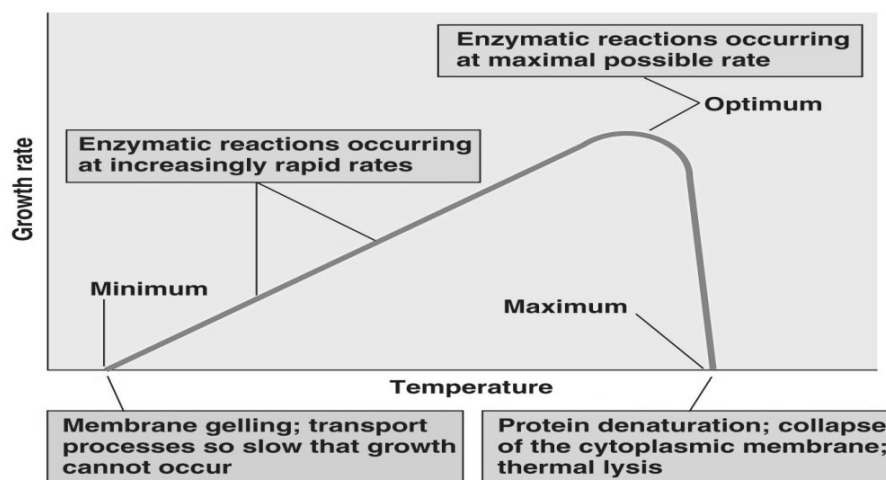 Enzymatic reactions occurring
at maximal possible rate
Optimum
Enzymatic reactions occurring
at increasingly rapid rates
Growth rate
Minimum
Maximum
Temperature
Membrane gelling; transport
processes so slow that growth
cannot occur
Protein denaturation; collapse
of the cytoplasmic membrane;
thermal lysis